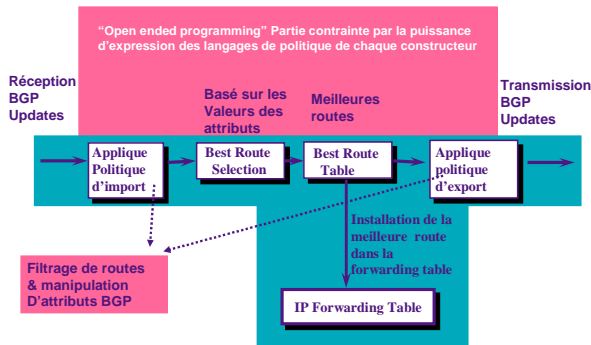 “Open ended programming” Partie contrainte par la puissance
d’expression des langages de politique de chaque constructeur
Réception
BGP
Updates
Basé sur les
Valeurs des
attributs
Meilleures
routes
Transmission
BGP
Updates
Applique
Politique
d’import
Best Route
Selection
Best Route
Table
Applique
politique
d’export
Installation de la
meilleure route
dans la
forwarding table
Filtrage de routes
& manipulation
D’attributs BGP
IP Forwarding Table